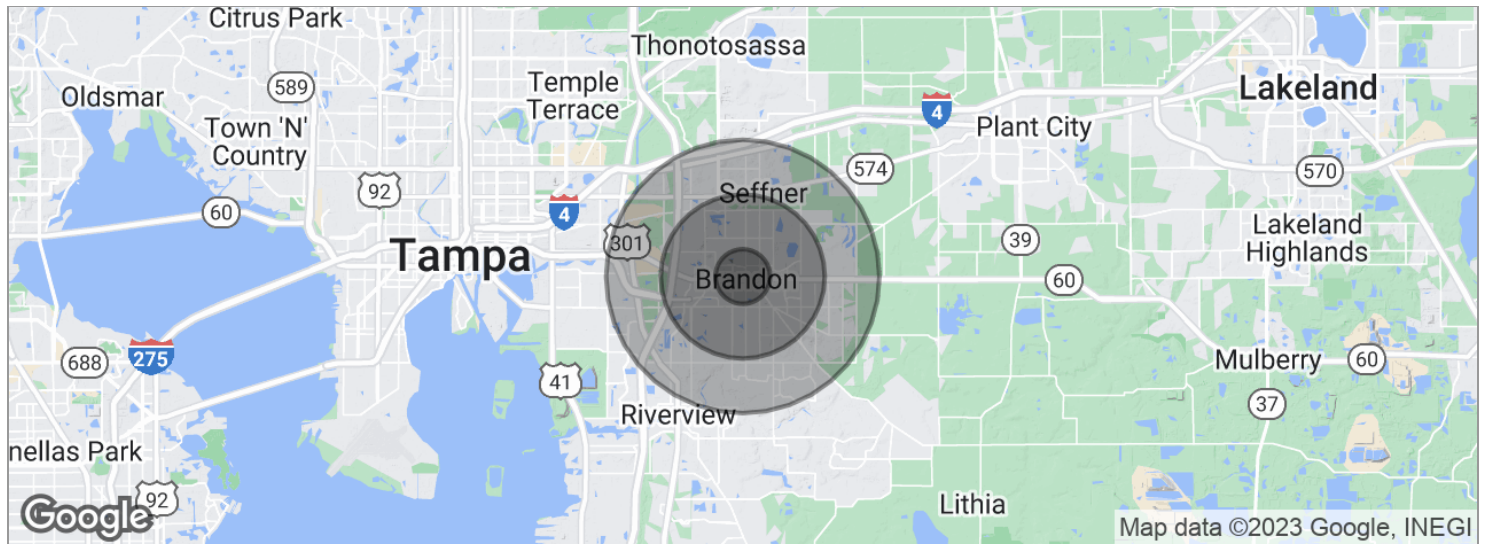 Citrus Park
Thonotosassa
Temple
Terrace
589
Oldsmar
Lakeland
4
Town 'N'
Country
Plant City
574
570
92
Seffner
60
4
301
39
Lakeland
Highlands
Tampa
Brandon
60
275
688
Mulberry
60
41
37
Riverview
nellas Park
92
Lithia
Google
Map data ©2023 Google, INEGI